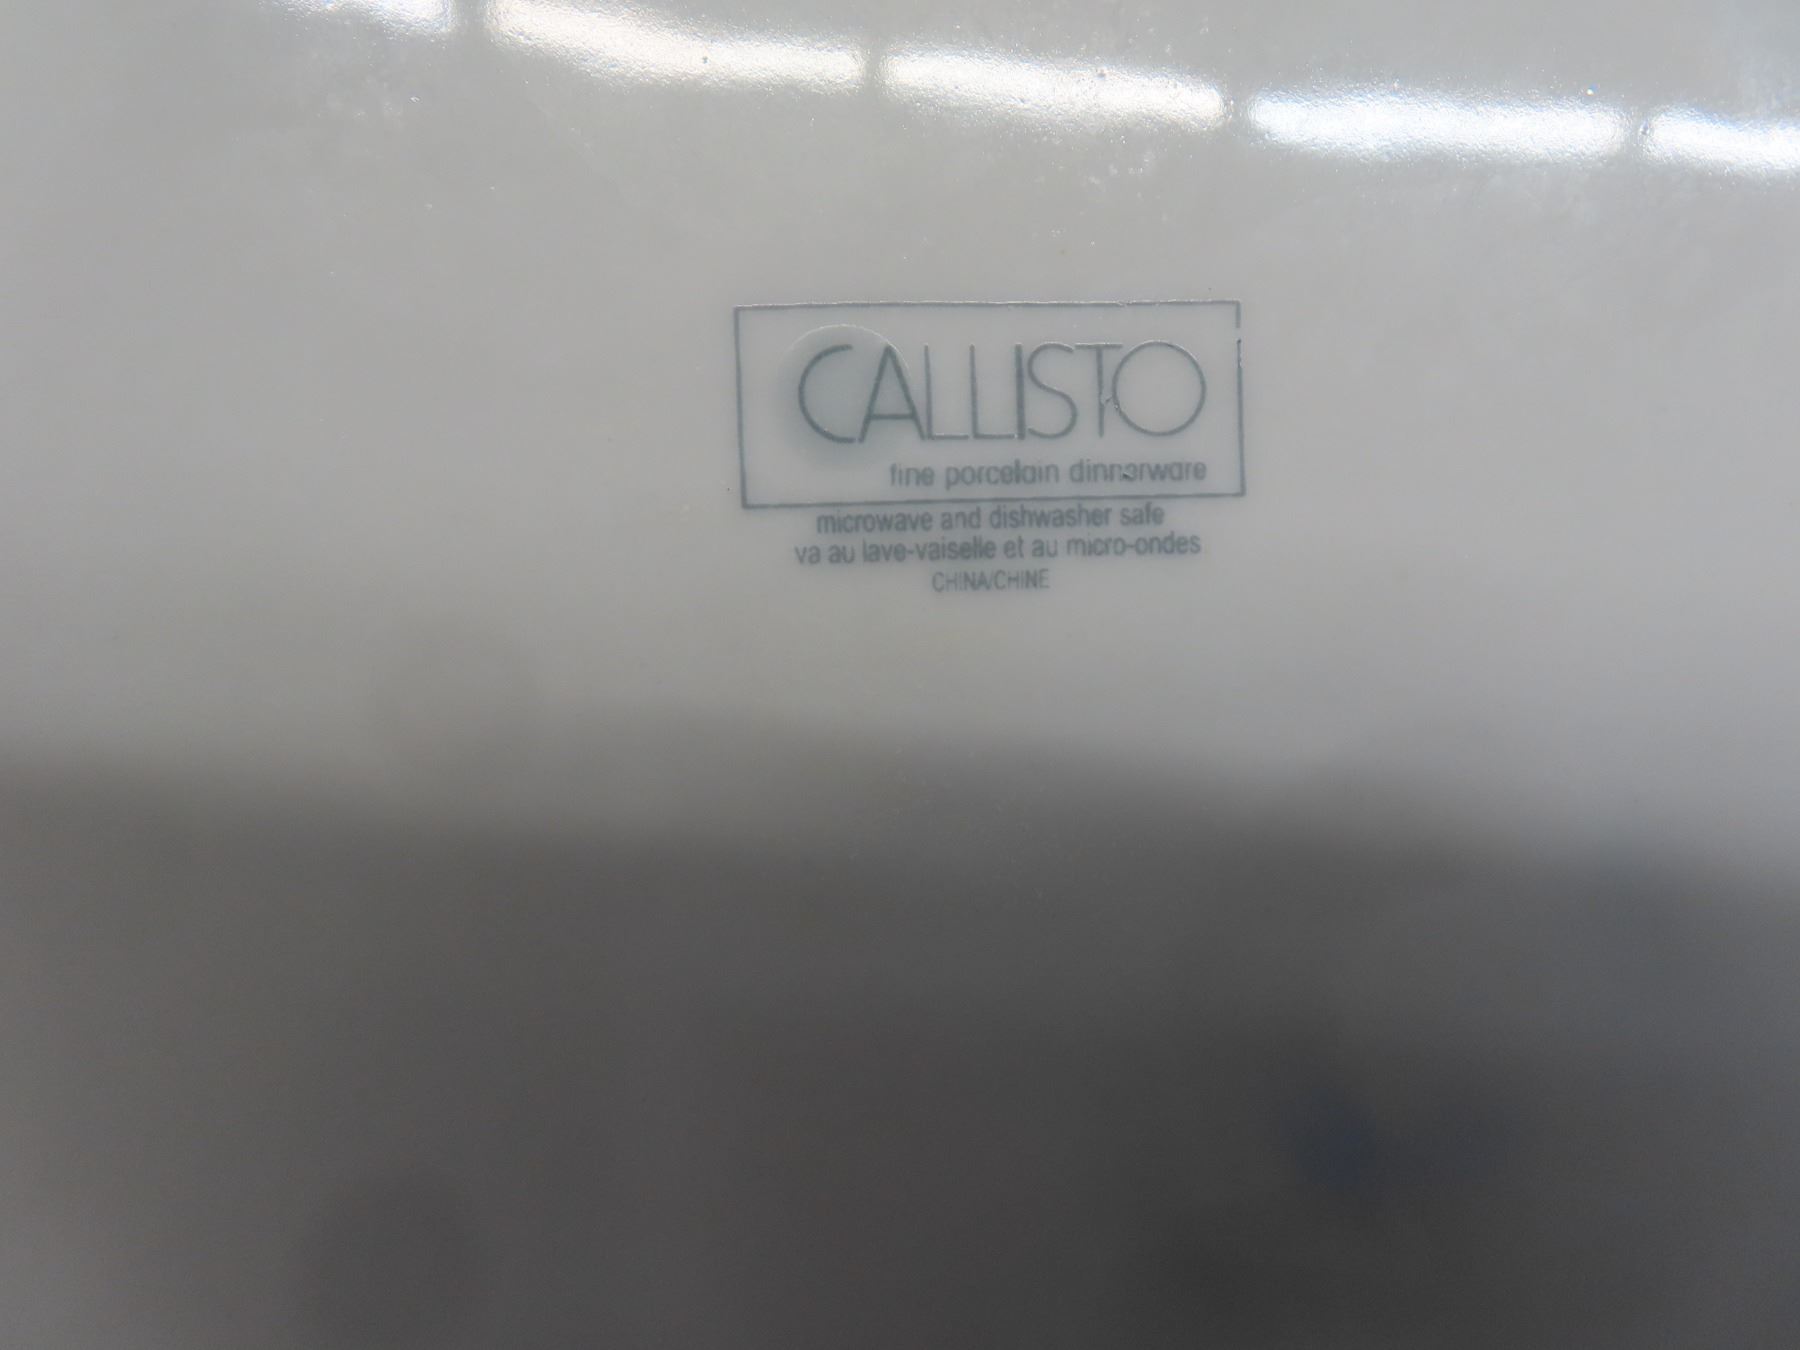 CALLISTO
fine porcelain dinnerware
microwave and dishwasher safe
va au lave-vaiselle et au micro-ondes
CHINA/CHINE